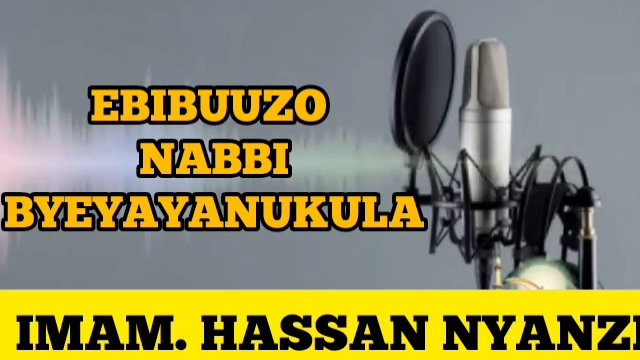 EBIBUUZO
NABBI
BYEYAYANUKULA
IMAM. HASSAN NYANZI